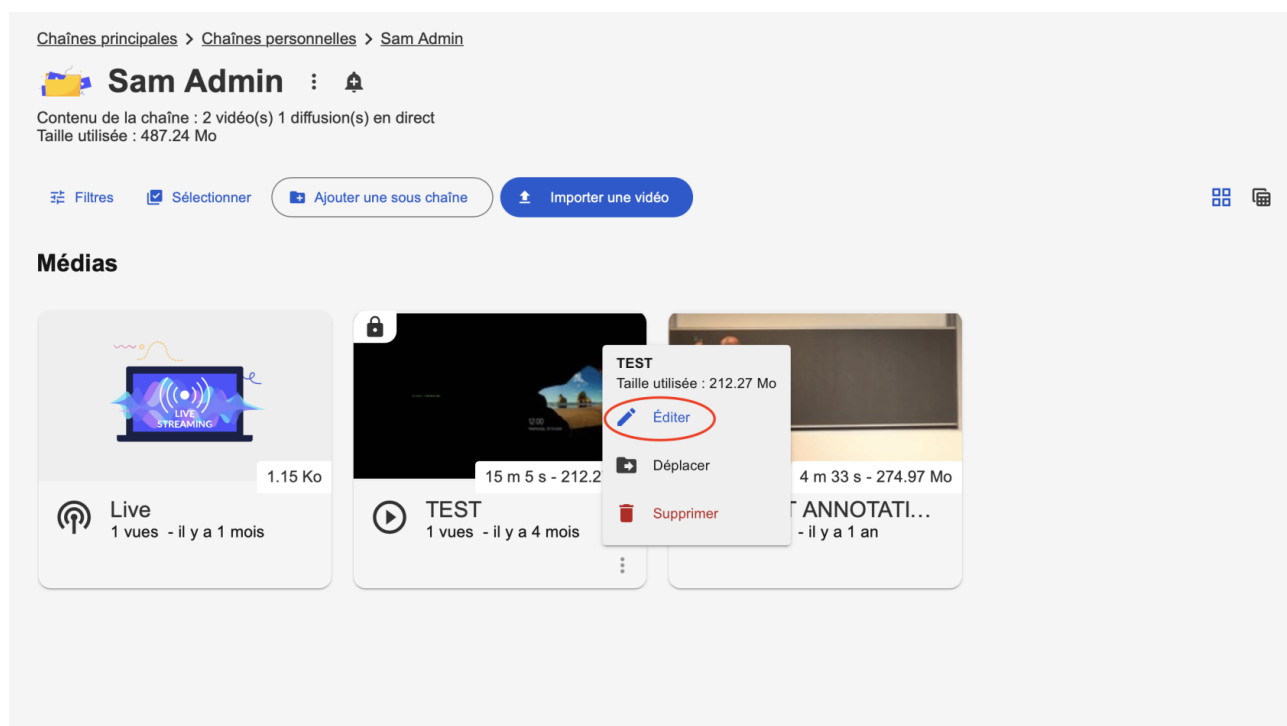 Chaînes principales > Chaînes personnelles > Sam Admin
Sam Admin
Contenu de la chaîne : 2 vidéo(s) 1 diffusion(s) en direct
Taille utilisée : 487.24 Mo
Filtres
Sélectionner
Ajouter une sous chaîne
Importer une vidéo
Médias
LIVE
STREAMING
1.15 Ko
Live
1 vues - il y a 1 mois
12:00
15 m 5 s - 212.2
TEST
1 vues - il y a 4 mois
TEST
Taille utilisée : 212.27 Mo
Éditer
Déplacer
Supprimer
4 m 33 s - 274.97 Mo
ANNOTATI...
- il y a 1 an